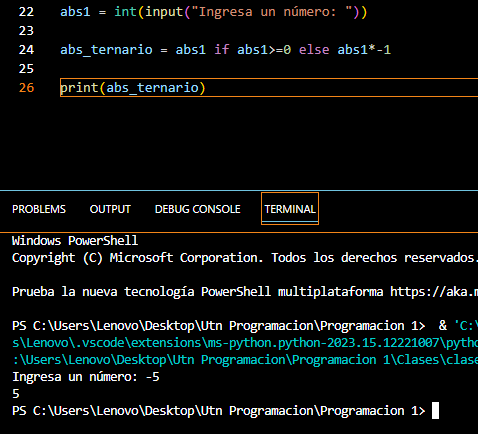 22 abs1 = int(input("Ingresa un número: "))
23
24 abs_ternario = abs1 if abs1>=0 else abs1*-1
25
26 print(abs_ternario)
PROBLEMS OUTPUT DEBUG CONSOLE TERMINAL
Windows PowerShell
Copyright (C) Microsoft Corporation. Todos los derechos reservados.
Prueba la nueva tecnología PowerShell multiplataforma https://aka.m
PS C:\Users\Lenovo\Desktop\Utn Programacion\Programacion 1> & 'C:\
s\Lenovo\.vscode\extensions\ms-python.python-2023.15.12221007\pytho
:\Users\Lenovo\Desktop\Utn Programacion\Programacion 1\Clases\clase
Ingresa un número: -5
5
PS C:\Users\Lenovo\Desktop\Utn Programacion\Programacion 1>